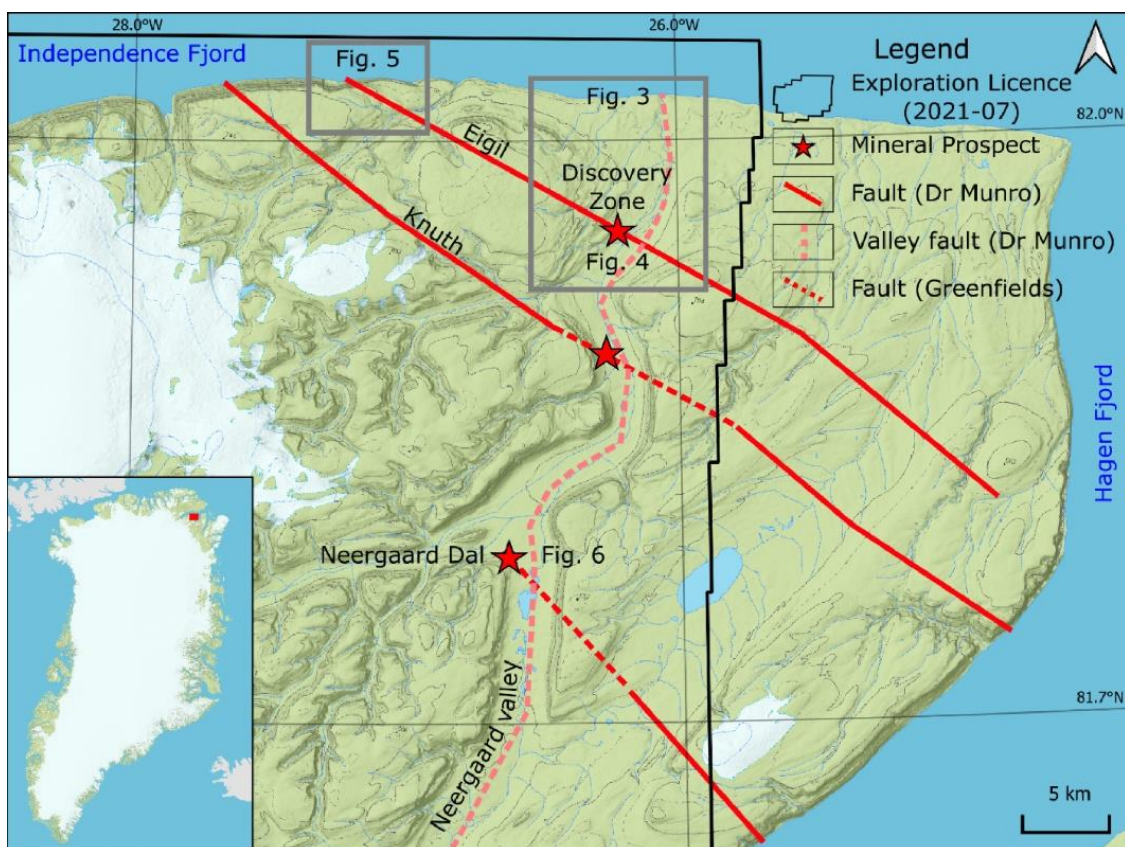 28.0°W
26.0°W
Independence Fjord
Fig. 5
Fig. 3
Legend
Exploration Licence
(2021-07)
82.0°N
Mineral Prospect
Eigil
Discovery
Zone
Fault (Dr Munro)
Knuth
Fig. 4
Valley fault (Dr Munro)
Fault (Greenfields)
Hagen Fjord
Neergaard Dal
Fig. 6
81.7°N
Neergaard valley
5 km